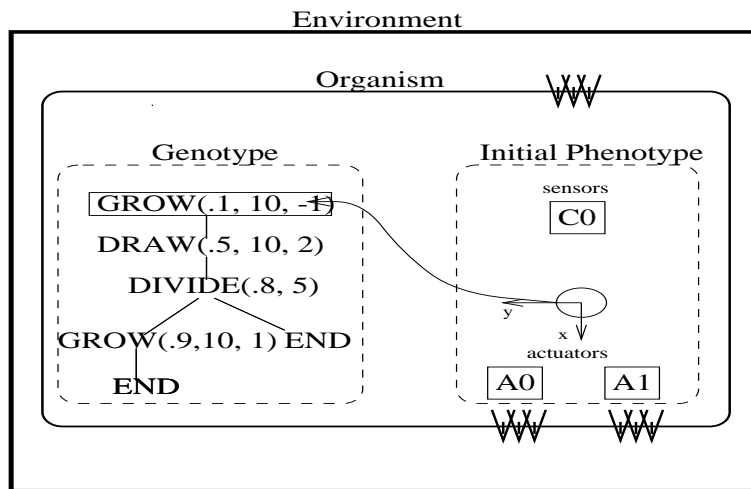 Environment
Organism
Genotype
GROW(.1, 10, -1)
DRAW(.5, 10, 2)
DIVIDE(.8, 5)
GROW(.9,10, 1) END
END
Initial Phenotype
sensors
C0
y
x
actuators
A0 A1